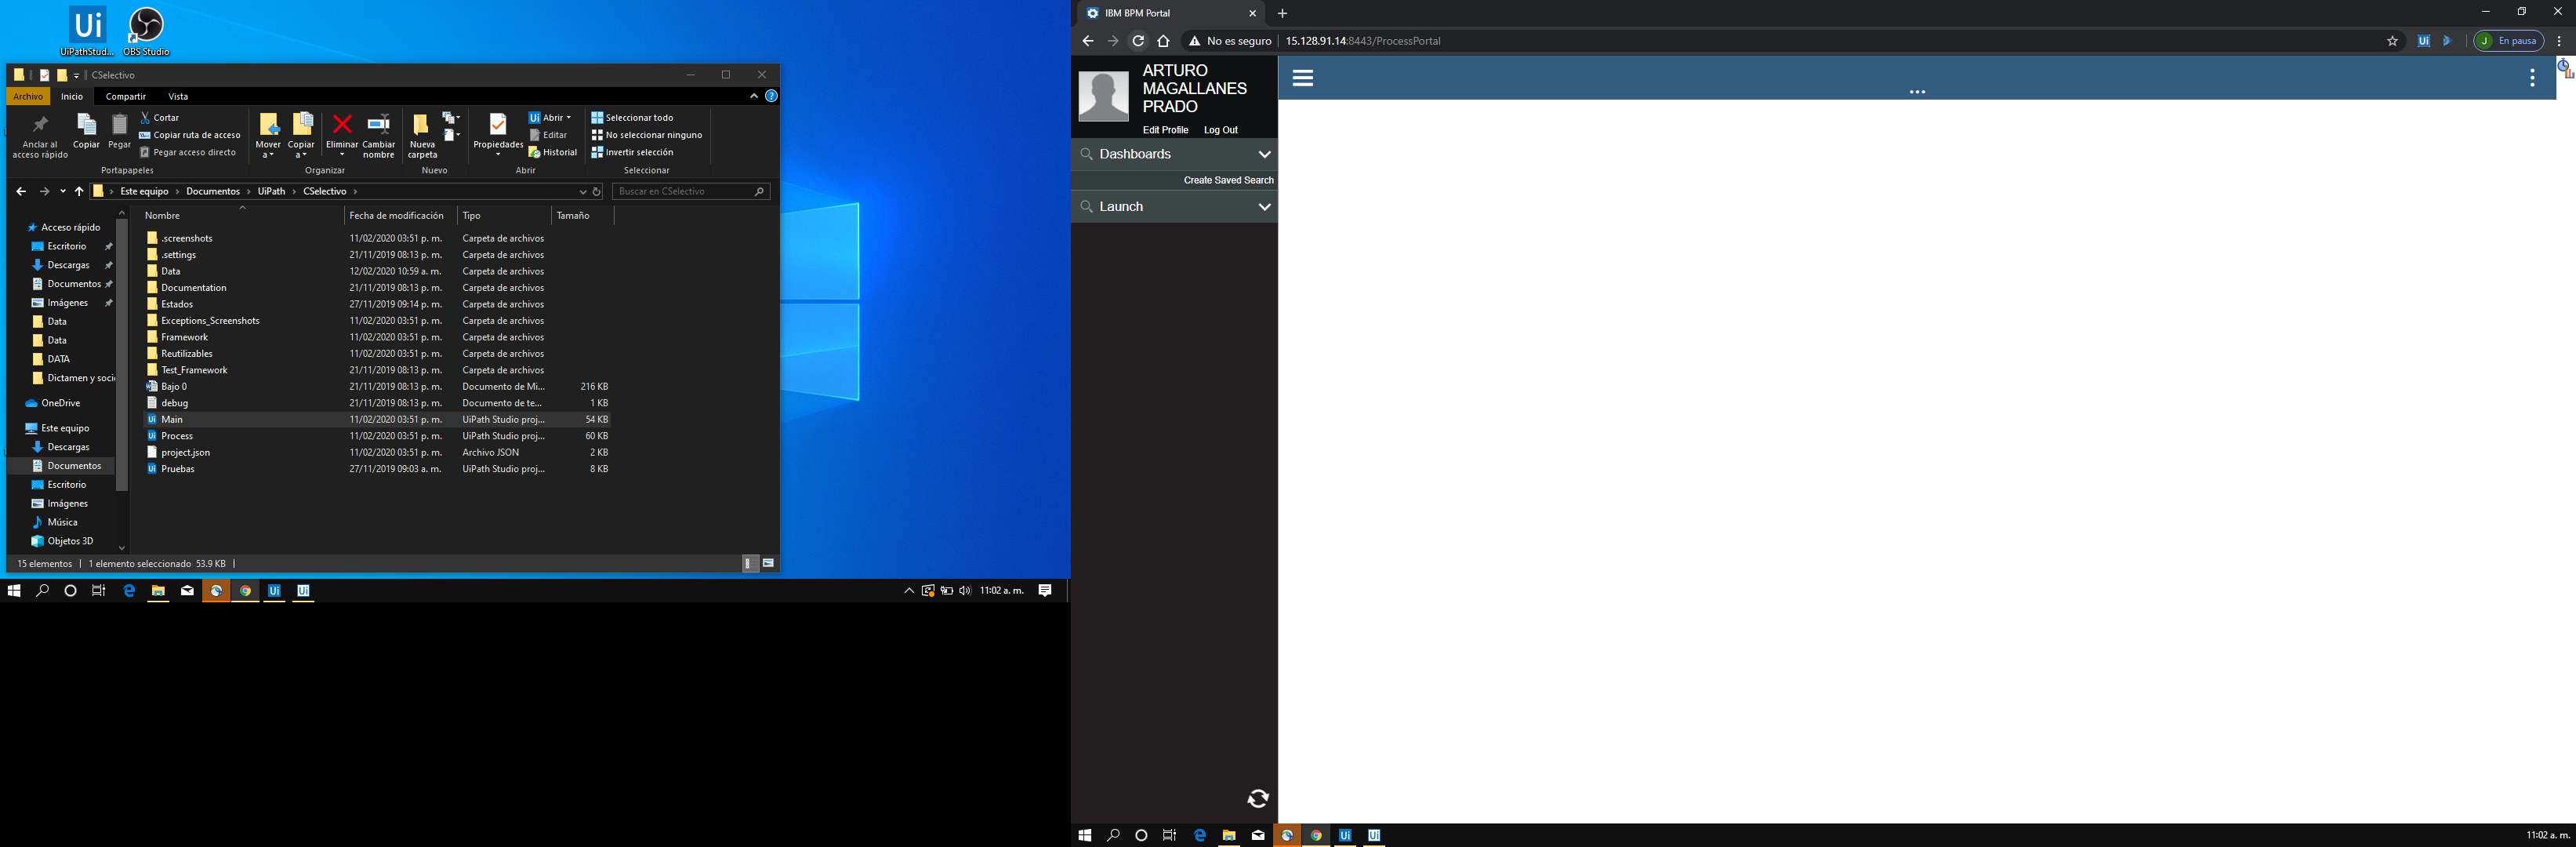 UiPathStud...
OBS Studio
CSelectivo
Archivo Inicio Compartir Vista
Anclar al acceso rápido
Copiar
Pegar
Cortar
Copiar ruta de acceso
Pegar acceso directo
Portapapeles
Mover a
Copiar a
Eliminar
Cambiar nombre
Organizar
Nueva carpeta
Nuevo
Propiedades
Abrir
Editar
Historial
Abrir
Seleccionar todo
No seleccionar ninguno
Invertir selección
Seleccionar
Este equipo > Documentos > UiPath > CSelectivo >
Buscar en CSelectivo
Acceso rápido
Escritorio
Descargas
Documentos
Imágenes
Data
Data
DATA
Dictamen y soci
OneDrive
Este equipo
Descargas
Documentos
Escritorio
Imágenes
Música
Objetos 3D
Nombre Fecha de modificación Tipo Tamaño
.screenshots 11/02/2020 03:51 p. m. Carpeta de archivos
.settings 21/11/2019 08:13 p. m. Carpeta de archivos
Data 12/02/2020 10:59 a. m. Carpeta de archivos
Documentation 21/11/2019 08:13 p. m. Carpeta de archivos
Estados 27/11/2019 09:14 p. m. Carpeta de archivos
Exceptions_Screenshots 11/02/2020 03:51 p. m. Carpeta de archivos
Framework 11/02/2020 03:51 p. m. Carpeta de archivos
Reutilizables 11/02/2020 03:51 p. m. Carpeta de archivos
Test_Framework 21/11/2019 08:13 p. m. Carpeta de archivos
Bajo 0 21/11/2019 08:13 p. m. Documento de Mi... 216 KB
debug 21/11/2019 08:13 p. m. Documento de te... 1 KB
Main 11/02/2020 03:51 p. m. UiPath Studio proj... 54 KB
Process 11/02/2020 03:51 p. m. UiPath Studio proj... 60 KB
project.json 11/02/2020 03:51 p. m. Archivo JSON 2 KB
Pruebas 27/11/2019 09:03 a. m. UiPath Studio proj... 8 KB
15 elementos | 1 elemento seleccionado 53.9 KB |
11:02 a. m.
IBM BPM Portal
No es seguro | 15.128.91.14:8443/ProcessPortal
J En pausa
ARTURO
MAGALLANES
PRADO
Edit Profile Log Out
...
Dashboards
Create Saved Search
Launch
11:02 a. m.